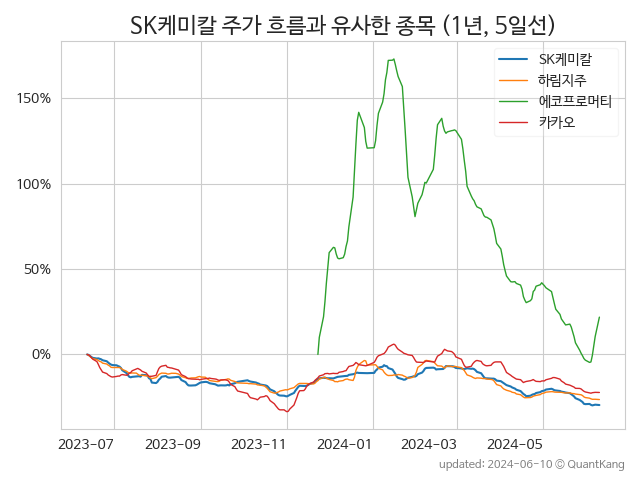 SK케미칼 주가 흐름과 유사한 종목 (1년, 5일선)
SK케미칼
하림지주
에코프로머티
카카오
150%
100%
50%
0%
2023-07 2023-09 2023-11 2024-01 2024-03 2024-05
updated: 2024-06-10 © QuantKang